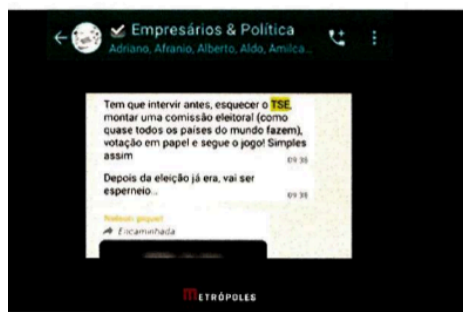 Empresários & Política
Adriano, Afranio, Alberto, Aldo, Amilca...
Tem que intervir antes, esquecer o TSE,
montar uma comissão eleitoral (como
quase todos os países do mundo fazem),
votação em papel e segue o jogo! Simples
assim
09:38
Depois da eleição já era, vai ser
esperneio...
09:38
Encaminhada
METRÓPOLES